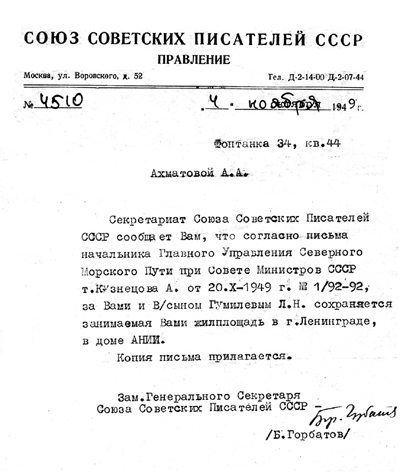 СОЮЗ СОВЕТСКИХ ПИСАТЕЛЕЙ СССР
ПРАВЛЕНИЕ
Москва, ул. Воровского, д. 52 Тел. Д-2-14-00 Д-2-07-44
№ 4510 4. ноября 1949 г.
Фонтанка 34, кв.44
Ахматовой А.А.
Секретариат Союза Советских Писателей
СССР сообщает Вам, что согласно письма
начальника Главного Управления Северного
Морского Пути при Совете Министров СССР
т.Кузнецова А. от 20.X-1949 г. № 1/92-92,
за Вами и В/сыном Гумилевым Л.Н. сохраняется
занимаемая Вами жилплощадь в г.Ленинграде,
в доме АНИИ.
Копия письма прилагается.
Зам.Генерального Секретаря
Союза Советских Писателей СССР –
Бор. Горбатов
/Б.Горбатов/